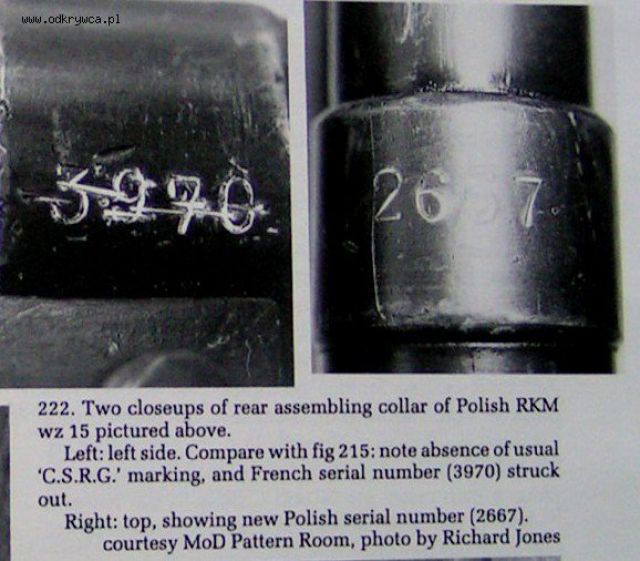 www.odkrywca.pl
3970
2667
222. Two closeups of rear assembling collar of Polish RKM
wz 15 pictured above.
Left: left side. Compare with fig 215: note absence of usual
‘C.S.R.G.’ marking, and French serial number (3970) struck
out.
Right: top, showing new Polish serial number (2667).
courtesy MoD Pattern Room, photo by Richard Jones